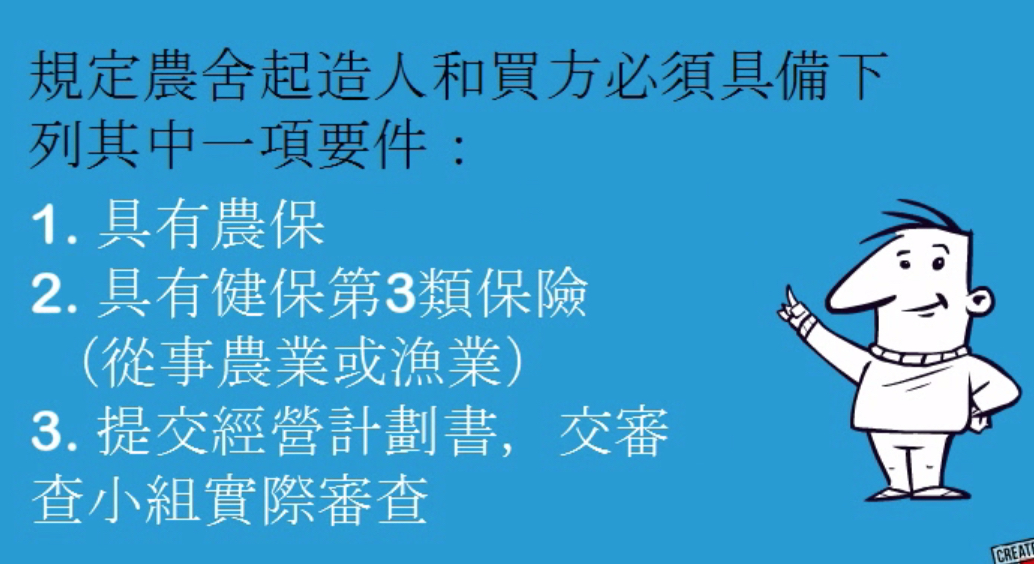 規定農舍起造人和買方必須具備下
列其中一項要件：
1. 具有農保
2. 具有健保第3類保險
（從事農業或漁業）
3. 提交經營計劃書，交審
查小組實際審查